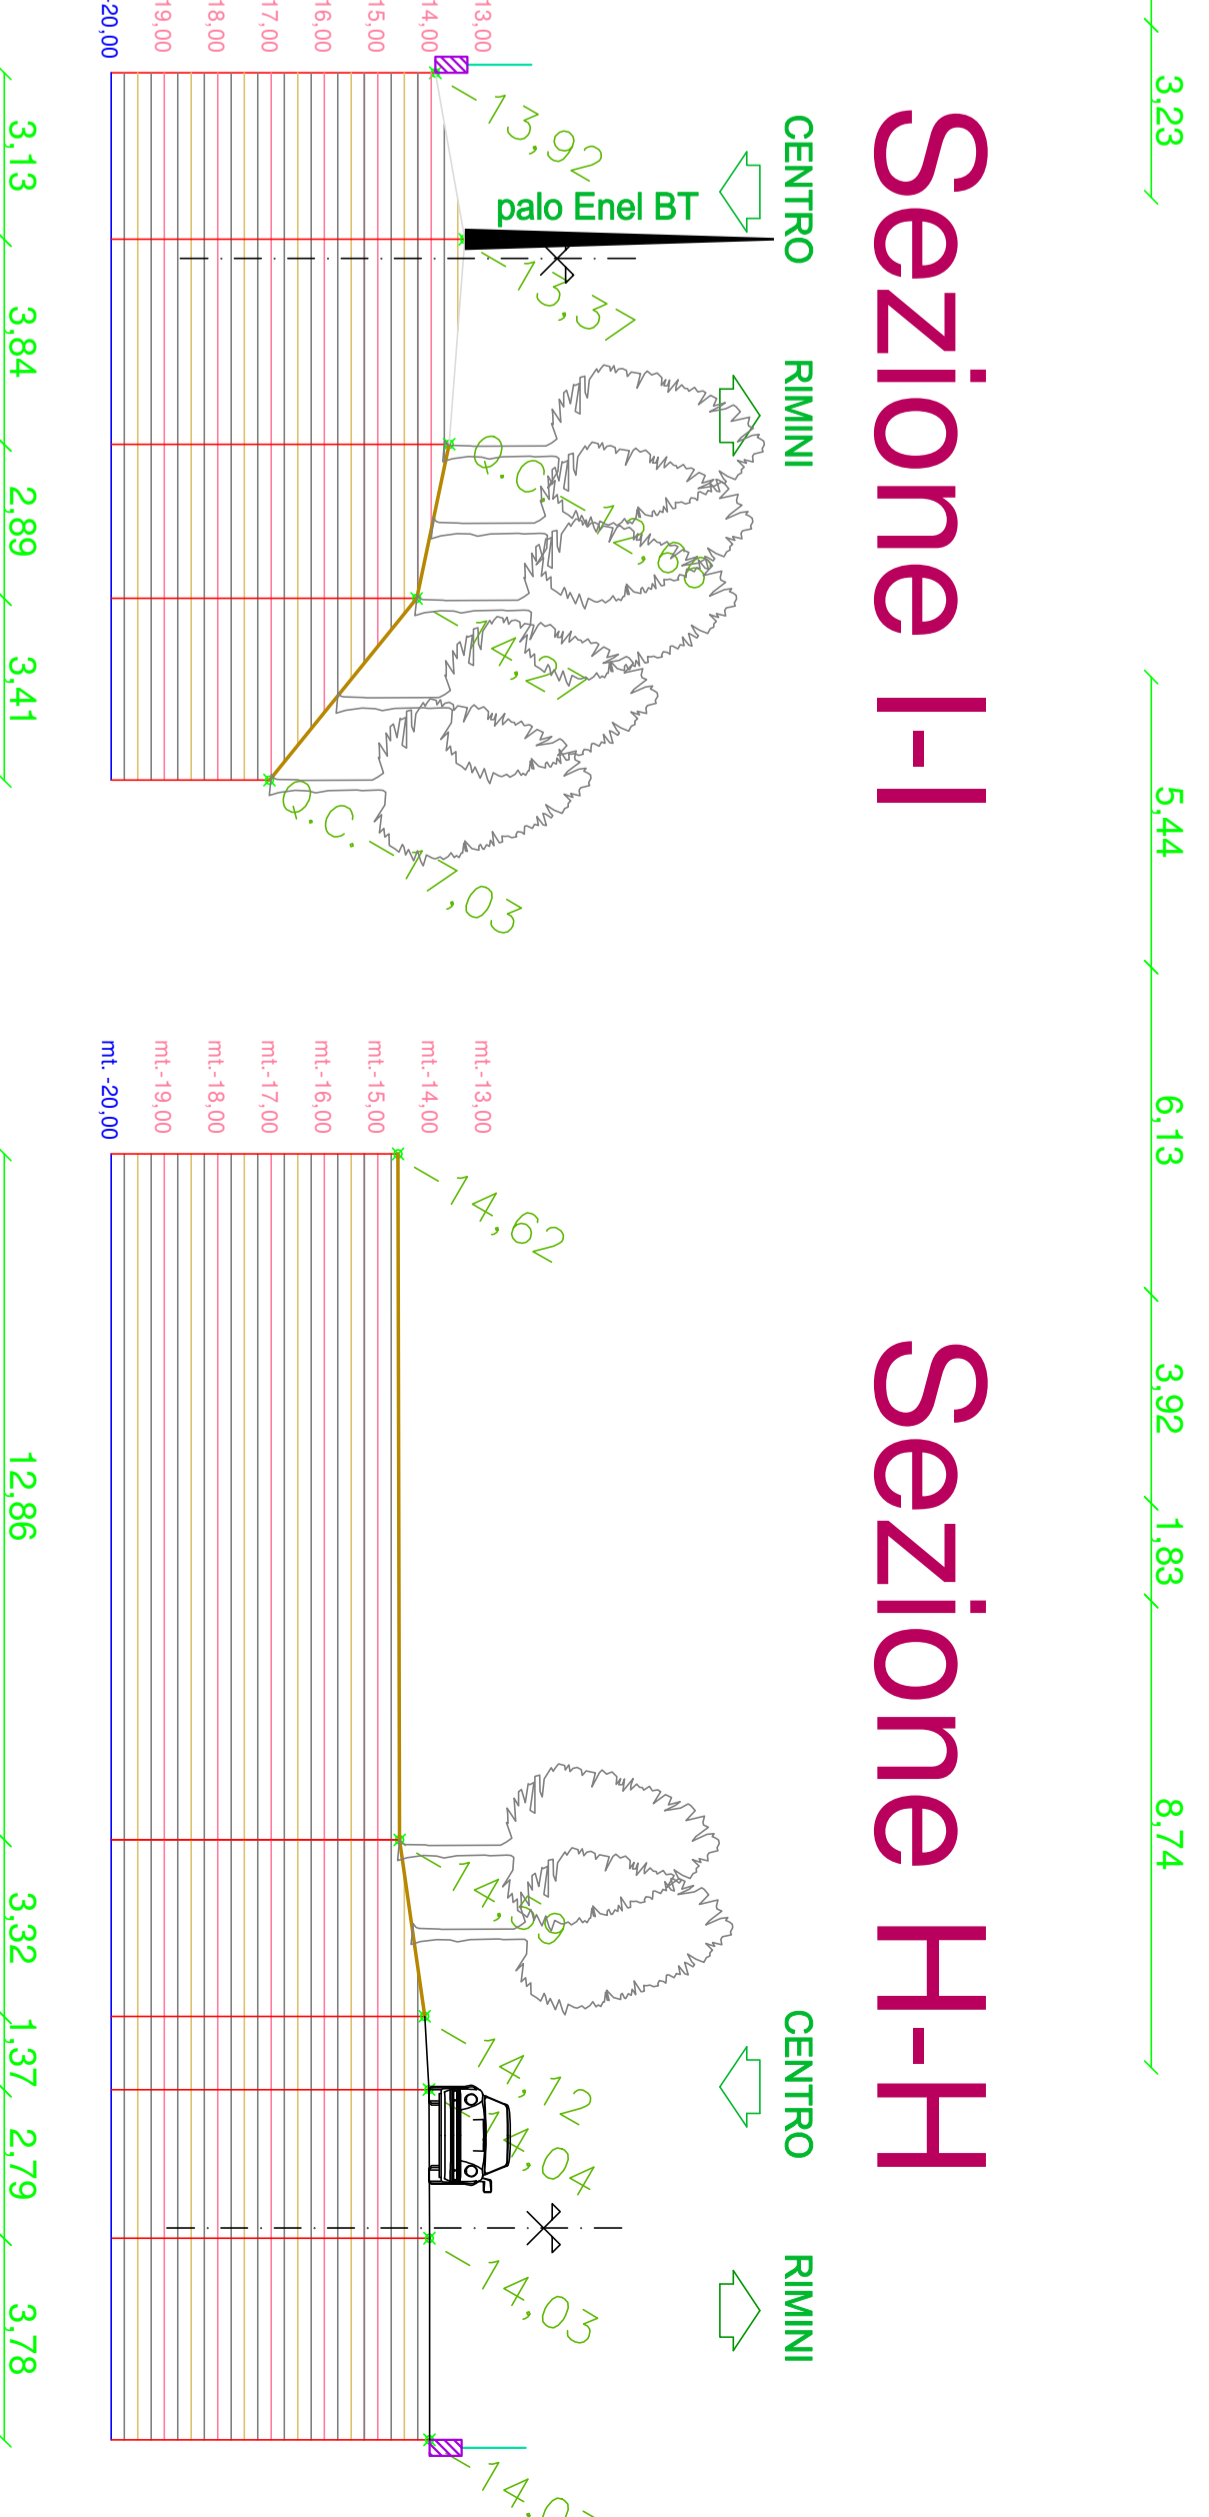 3,23
5,44
6,13
3,92
1,83
8,74
Sezione I-I
CENTRO
RIMINI
palo Enel BT
13,00
14,00
15,00
16,00
17,00
18,00
19,00
-20,00
-13,92
-13,37
-14,27
Q.C.-17,03
3,13
3,84
2,89
3,41
Sezione H-H
CENTRO
RIMINI
mt.-13,00
mt.-14,00
mt.-15,00
mt.-16,00
mt.-17,00
mt.-18,00
mt.-19,00
mt.-20,00
-14,62
-14,59
-14,12
-14,03
12,86
3,32
1,37
2,79
3,78